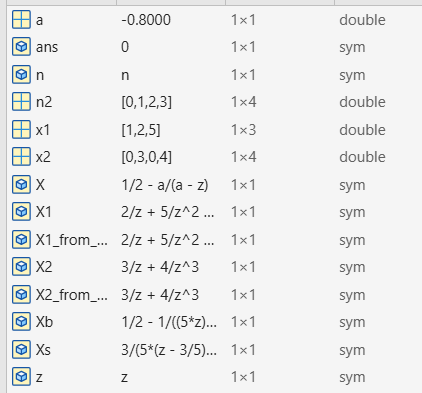 a -0.8000 1×1 double
ans 0 1×1 sym
n n 1×1 sym
n2 [0,1,2,3] 1×4 double
x1 [1,2,5] 1×3 double
x2 [0,3,0,4] 1×4 double
X 1/2 - a/(a - z) 1×1 sym
X1 2/z + 5/z^2 ... 1×1 sym
X1_from_... 2/z + 5/z^2 ... 1×1 sym
X2 3/z + 4/z^3 1×1 sym
X2_from_... 3/z + 4/z^3 1×1 sym
Xb 1/2 - 1/((5*z)... 1×1 sym
Xs 3/(5*(z - 3/5)... 1×1 sym
z z 1×1 sym